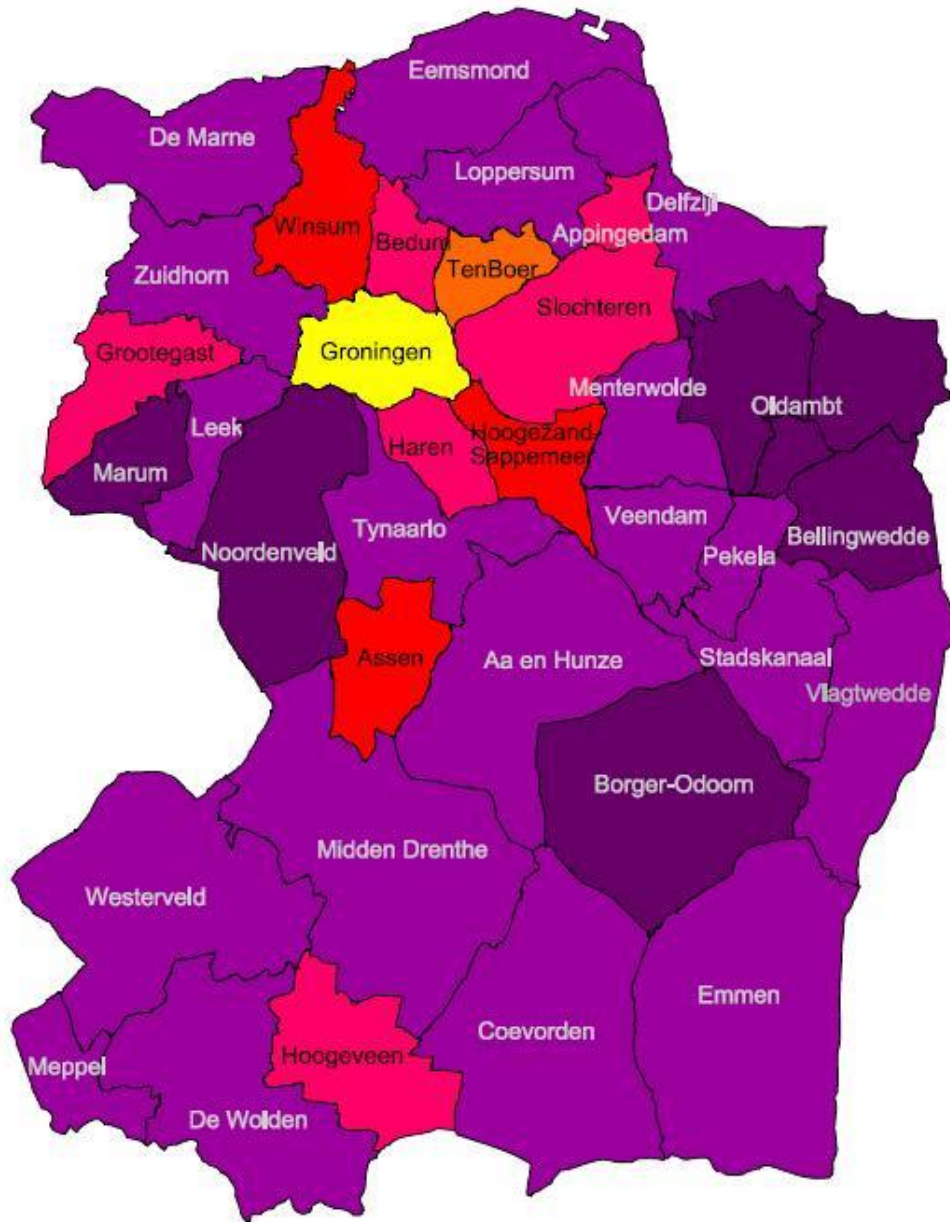 Eemsmond
De Marne
Loppersum
Winsum
Bedum
Delfzijl
Appingedam
Zuidhorn
TenBoer
Slochteren
Grootegast
Groningen
Menterwolde
Oldambt
Leek
Haren
Hoogezand-
Sappemeer
Marum
Veendam
Bellingwedde
Noordenveld
Tynaarlo
Pekela
Assen
Aa en Hunze
Stadskanaal
Vlagtwedde
Borger-Odoorn
Midden Drenthe
Westerveld
Emmen
Coevorden
Hoogeveen
Meppel
De Wolden